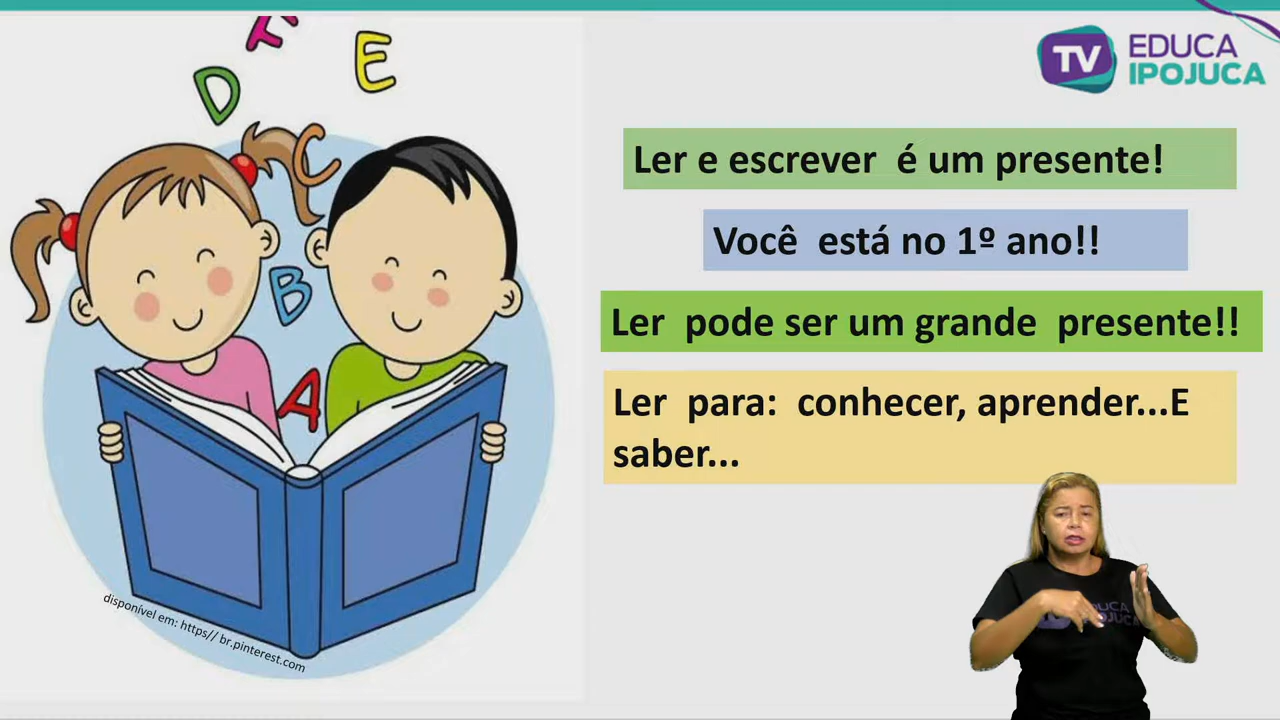 TV EDUCA
IPOJUCA
Ler e escrever é um presente!
Você está no 1º ano!!
Ler pode ser um grande presente!!
Ler para: conhecer, aprender...E
saber...
D
E
C
B
A
disponível em: https// br.pinterest.com